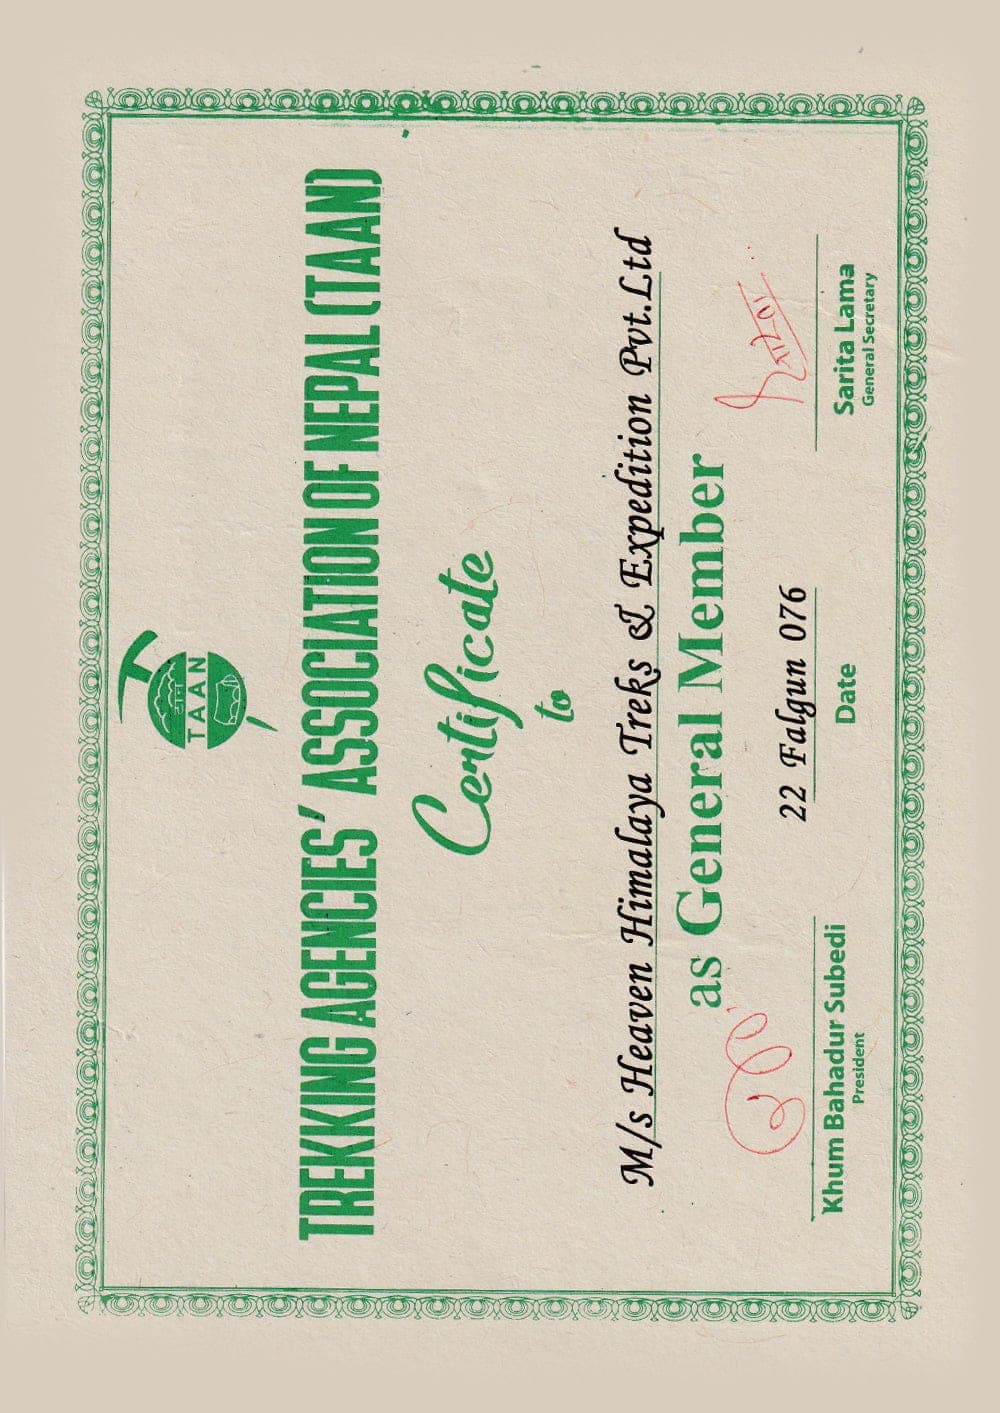 TAAN
TREKKING AGENCIES' ASSOCIATION OF NEPAL (TAAN)
Certificate
to
M/s Heaven Himalaya Treks & Expedition Pvt.Ltd
as General Member
22 Falgun 076
Khum Bahadur Subedi
President
Date
Sarita Lama
General Secretary